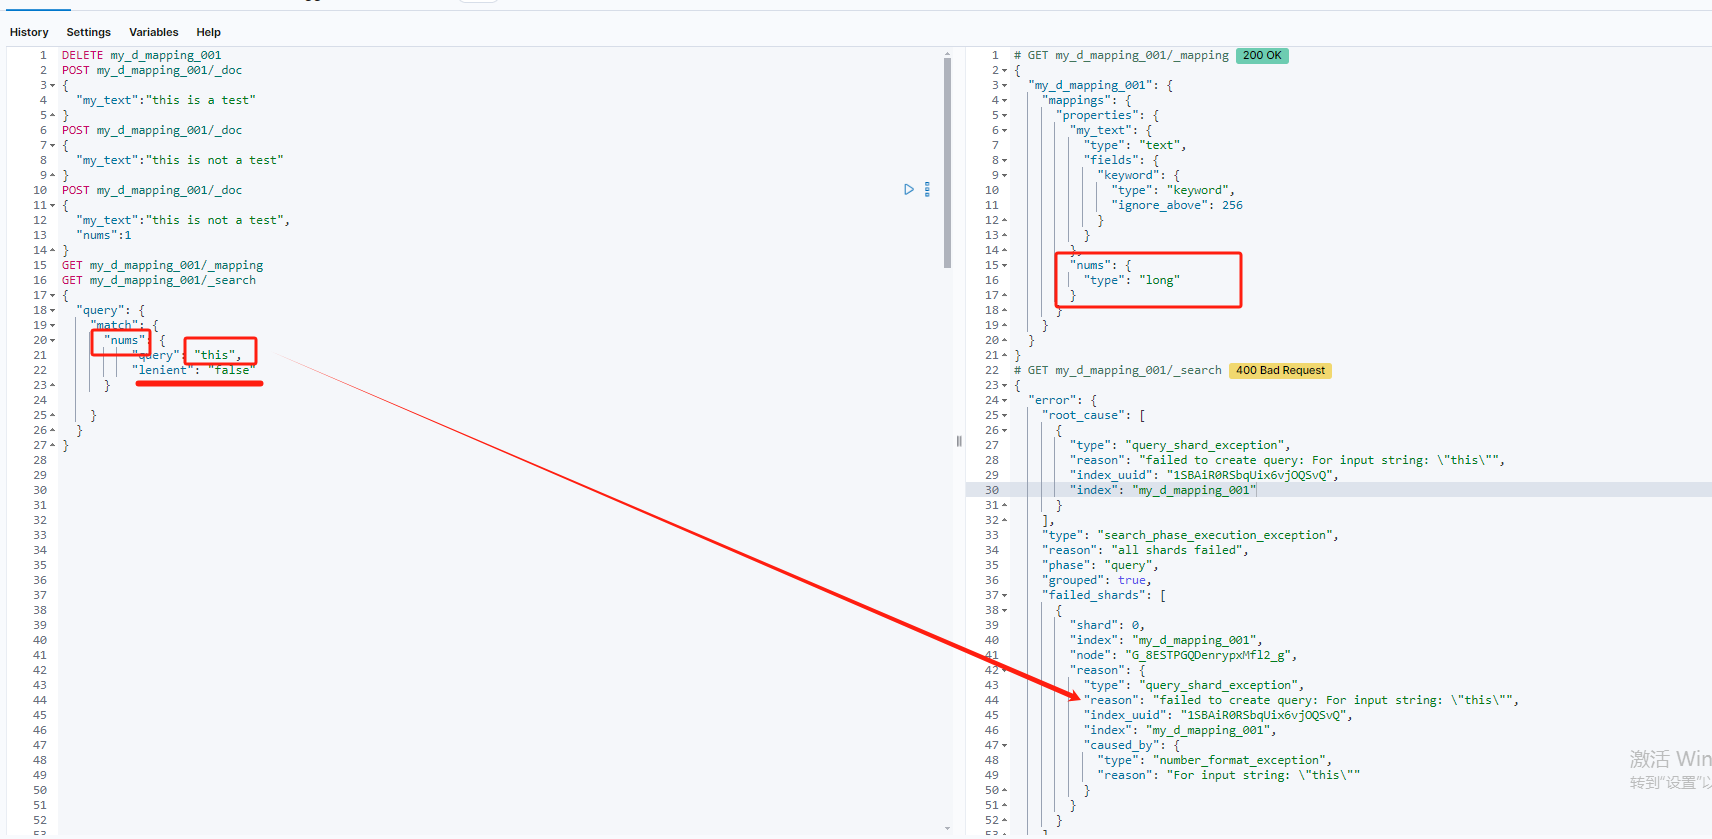 History Settings Variables Help
1 DELETE my_d_mapping_001
2 POST my_d_mapping_001/_doc
3 {
4 "my_text":"this is a test"
5 }
6 POST my_d_mapping_001/_doc
7 {
8 "my_text":"this is not a test"
9 }
10 POST my_d_mapping_001/_doc
11 {
12 "my_text":"this is not a test",
13 "nums":1
14 }
15 GET my_d_mapping_001/_mapping
16 GET my_d_mapping_001/_search
17 {
18 "query": {
19 "match": {
20 "nums": {
21 "query": "this",
22 "lenient": "false"
23 }
24
25 }
26 }
27 }
28
29
30
31
32
33
34
35
36
37
38
39
40
41
42
43
44
45
46
47
48
49
50
51
52
53
1 # GET my_d_mapping_001/_mapping 200 OK
2 {
3 "my_d_mapping_001": {
4 "mappings": {
5 "properties": {
6 "my_text": {
7 "type": "text",
8 "fields": {
9 "keyword": {
10 "type": "keyword",
11 "ignore_above": 256
12 }
13 }
14 },
15 "nums": {
16 "type": "long"
17 }
18 }
19 }
20 }
21 }
22 # GET my_d_mapping_001/_search 400 Bad Request
23 {
24 "error": {
25 "root_cause": [
26 {
27 "type": "query_shard_exception",
28 "reason": "failed to create query: For input string: \"this\"",
29 "index_uuid": "1SBAiR0RSbqUix6vjOQSvQ",
30 "index": "my_d_mapping_001"
31 }
32 ],
33 "type": "search_phase_execution_exception",
34 "reason": "all shards failed",
35 "phase": "query",
36 "grouped": true,
37 "failed_shards": [
38 {
39 "shard": 0,
40 "index": "my_d_mapping_001",
41 "node": "G_8ESTPGQDenrypxMfl2_g",
42 "reason": {
43 "type": "query_shard_exception",
44 "reason": "failed to create query: For input string: \"this\"",
45 "index_uuid": "1SBAiR0RSbqUix6vjOQSvQ",
46 "index": "my_d_mapping_001",
47 "caused_by": {
48 "type": "number_format_exception",
49 "reason": "For input string: \"this\""
50 }
51 }
52 }
53 ]
激活 Win
转到"设置"以